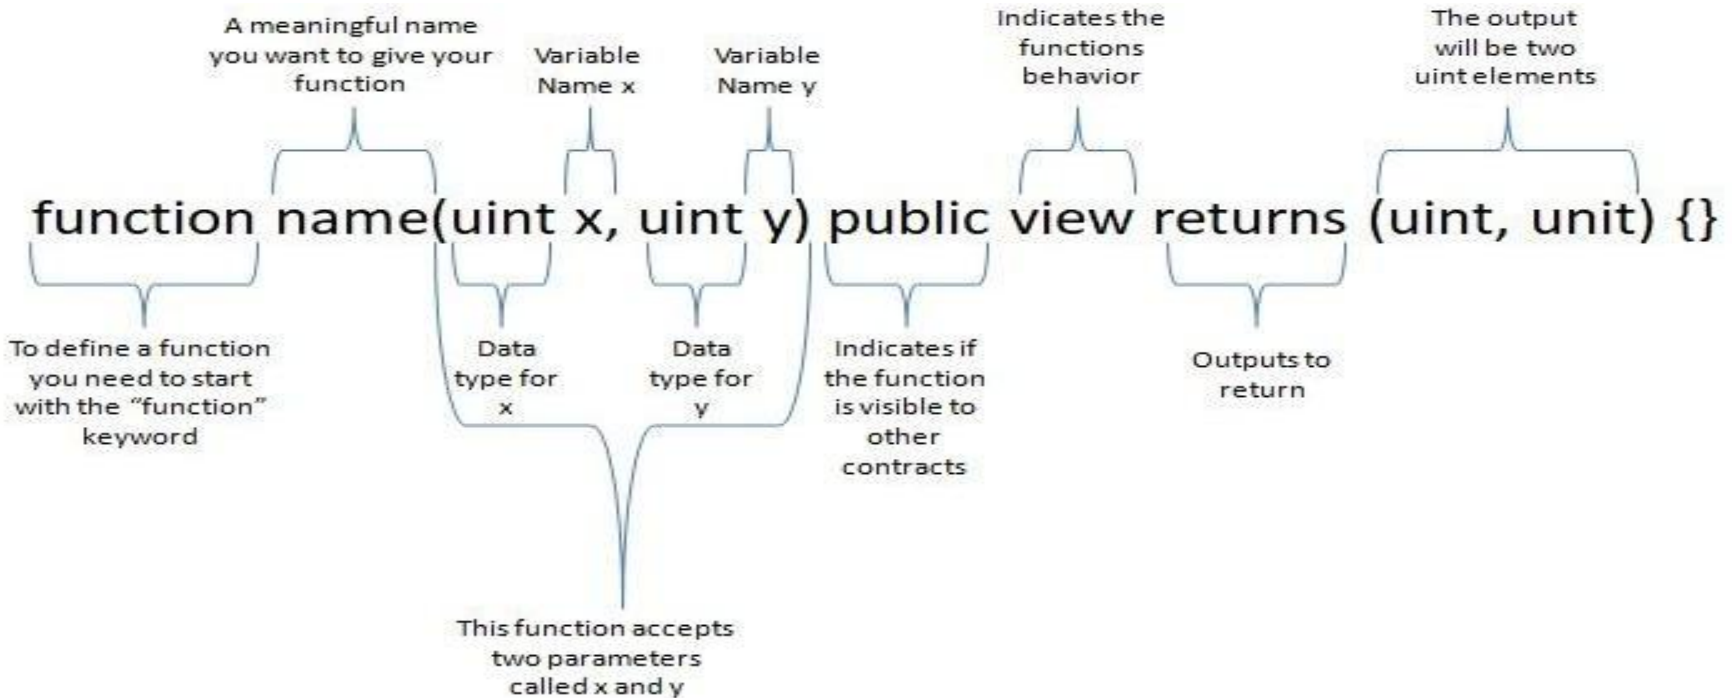 A meaningful name
you want to give your
function
Variable
Name x
Variable
Name y
Indicates the
functions
behavior
The output
will be two
uint elements
function name(uint x, uint y) public view returns (uint, unit) {}
To define a function
you need to start
with the “function”
keyword
Data
type for
x
Data
type for
y
Indicates if
the function
is visible to
other
contracts
Outputs to
return
This function accepts
two parameters
called x and y